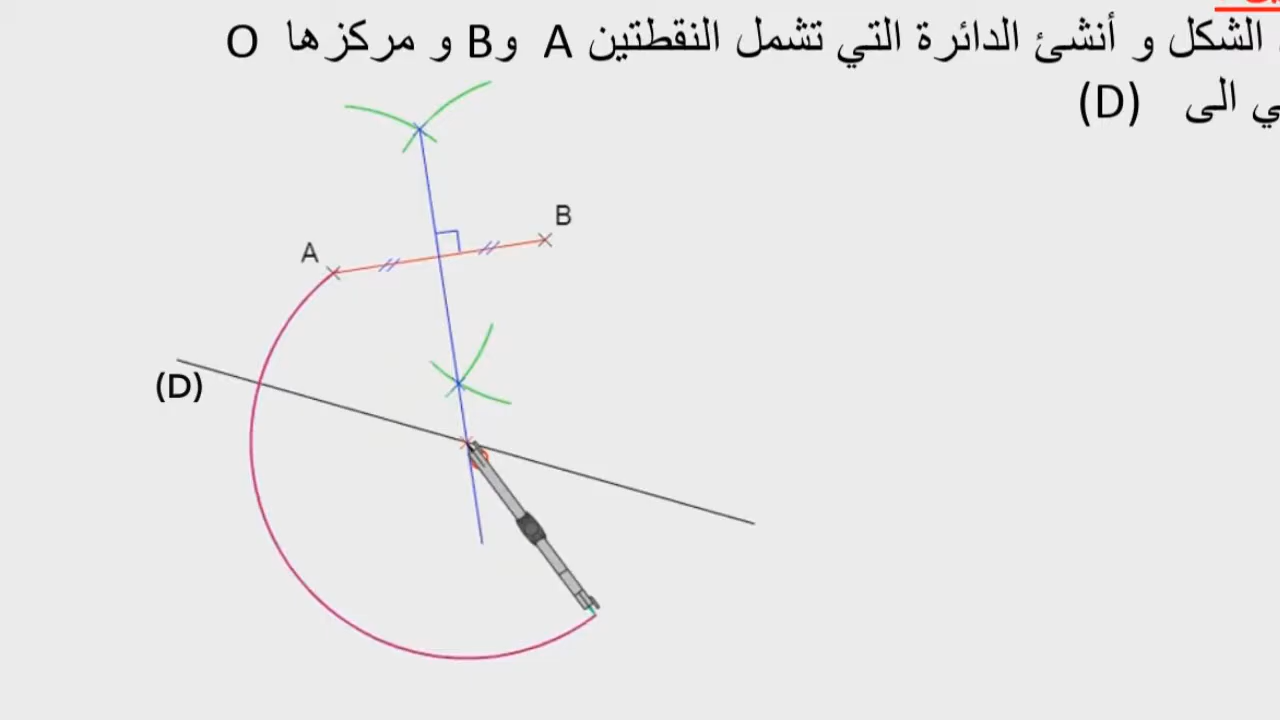 الشكل و أنشئ الدائرة التي تشمل النقطتين A وB و مركزها O
الى (D)
B
A
(D)